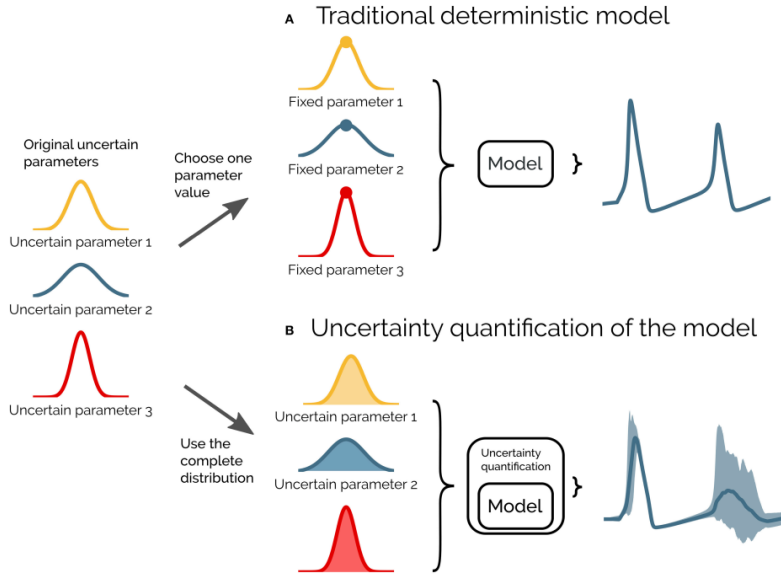 A Traditional deterministic model
Fixed parameter 1
Original uncertain
parameters
Choose one
parameter
value
Fixed parameter 2
Model
Uncertain parameter 1
Fixed parameter 3
Uncertain parameter 2
B Uncertainty quantification of the model
Uncertain parameter 3
Uncertain parameter 1
Use the
complete
distribution
Uncertainty
quantification
Uncertain parameter 2
Model